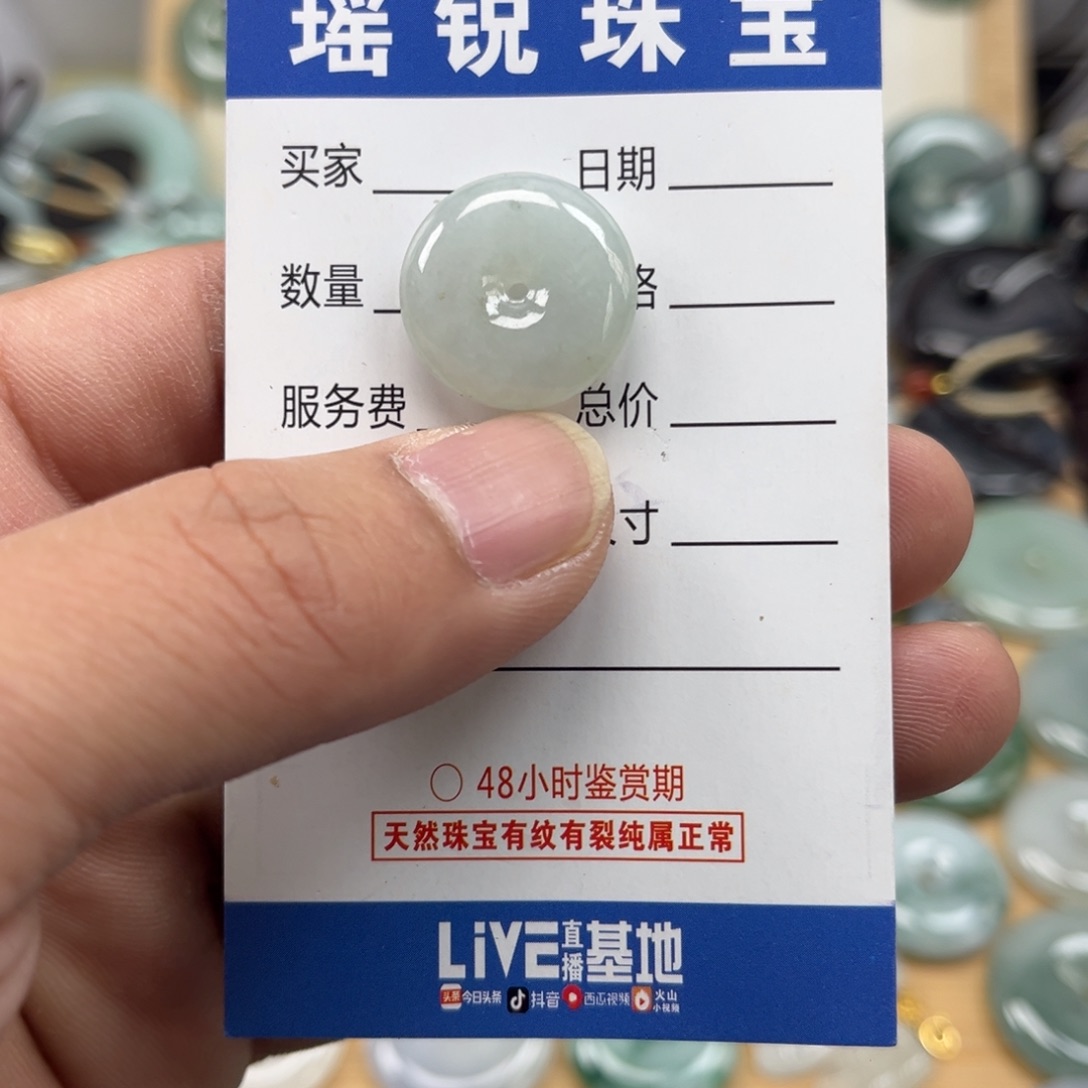 瑶锐珠宝
买家 日期
数量 格
服务费 总价
寸
48小时鉴赏期
天然珠宝有纹有裂纯属正常
LiVE直播基地
头条 今日头条 抖音 西瓜视频 火山小视频